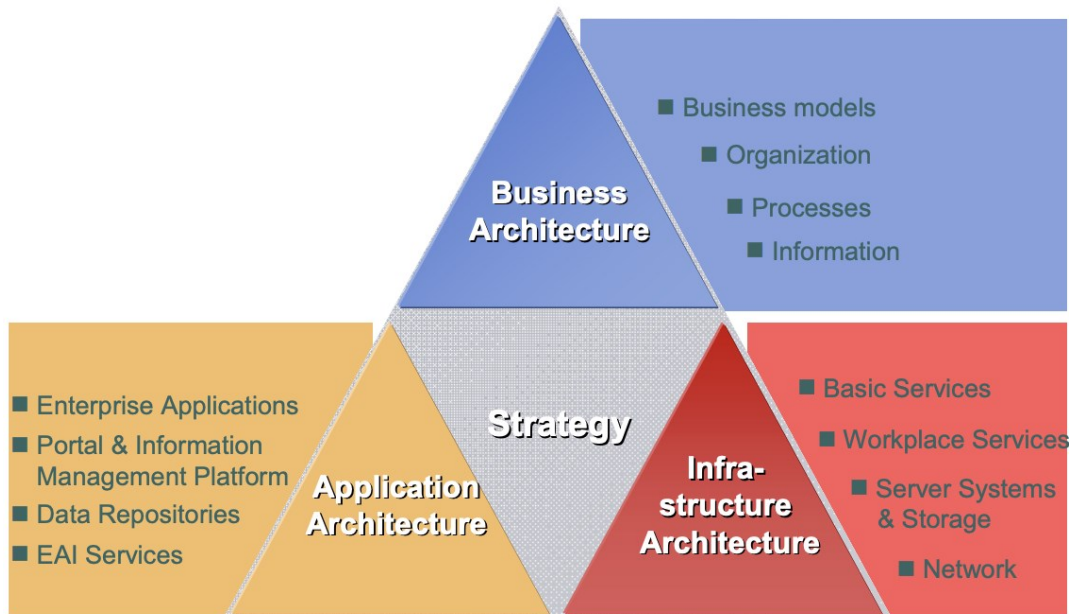 ■ Business models
■ Organization
■ Processes
■ Information
Business
Architecture
■ Enterprise Applications
■ Portal & Information
Management Platform
■ Data Repositories
■ EAI Services
Application
Architecture
Strategy
Infra-
structure
Architecture
■ Basic Services
■ Workplace Services
■ Server Systems
& Storage
■ Network